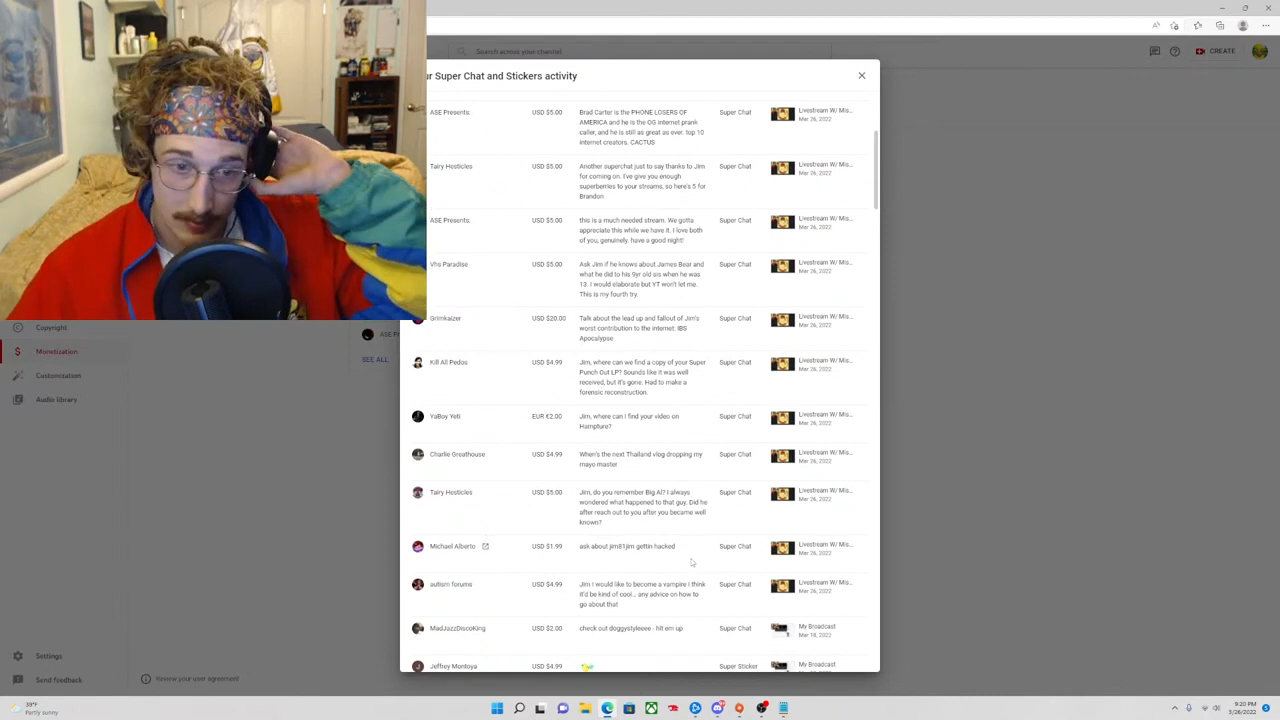 Search across your channel
CREATE
ur Super Chat and Stickers activity
ASE Presents:
USD $5.00
Brad Carter is the PHONE LOSERS OF
AMERICA and he is the OG internet prank
caller, and he is still as great as ever. top 10
internet creators. CACTUS
Super Chat
Livestream W/ Mis...
Mar 26, 2022
Tairy Hesticles
USD $5.00
Another superchat just to say thanks to Jim
for coming on. I've give you enough
superberries to your streams, so here's 5 for
Brandon
Super Chat
Livestream W/ Mis...
Mar 26, 2022
ASE Presents:
USD $5.00
this is a much needed stream. We gotta
appreciate this while we have it. I love both
of you, genuinely. have a good night!
Super Chat
Livestream W/ Mis...
Mar 26, 2022
Vhs Paradise
USD $5.00
Ask Jim if he knows about James Bear and
what he did to his 9yr old sis when he was
13. I would elaborate but YT won't let me.
This is my fourth try.
Super Chat
Livestream W/ Mis...
Mar 26, 2022
Grimkaizer
USD $20.00
Talk about the lead up and fallout of Jim's
worst contribution to the internet. IBS
Apocalypse
Super Chat
Livestream W/ Mis...
Mar 26, 2022
Kill All Pedos
USD $4.99
Jim, where can we find a copy of your Super
Punch Out LP? Sounds like it was well
received, but it's gone. Had to make a
forensic reconstruction.
Super Chat
Livestream W/ Mis...
Mar 26, 2022
YaBoy Yeti
EUR €2.00
Jim, where can I find your video on
Hampture?
Super Chat
Livestream W/ Mis...
Mar 26, 2022
Charlie Greathouse
USD $4.99
When's the next Thailand vlog dropping my
mayo master
Super Chat
Livestream W/ Mis...
Mar 26, 2022
Tairy Hesticles
USD $5.00
Jim, do you remember Big Al? I always
wondered what happened to that guy. Did he
after reach out to you after you became well
known?
Super Chat
Livestream W/ Mis...
Mar 26, 2022
Michael Alberto
USD $1.99
ask about jim81jim gettin hacked
Super Chat
Livestream W/ Mis...
Mar 26, 2022
autism forums
USD $4.99
Jim I would like to become a vampire I think
it'd be kind of cool... any advice on how to
go about that
Super Chat
Livestream W/ Mis...
Mar 26, 2022
MadJazzDiscoKing
USD $2.00
check out doggystyleeee - hit em up
Super Chat
My Broadcast
Mar 18, 2022
Jeffrey Montoya
USD $4.99
Super Sticker
My Broadcast
Copyright
Monetization
Customization
Audio library
ASE P
SEE ALL
Settings
Send feedback
Review your user agreement
39°F
Partly sunny
9:20 PM
3/26/2022